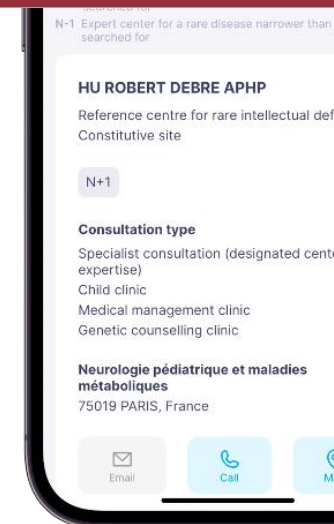 N-1 Expert center for a rare disease narrower than
searched for
HU ROBERT DEBRE APHP
Reference centre for rare intellectual
Constitutive site
N+1
Consultation type
Specialist consultation (designated
expertise)
Child clinic
Medical management clinic
Genetic counselling clinic
Neurologie pédiatrique et maladies
métaboliques
75019 PARIS, France
Email
Call